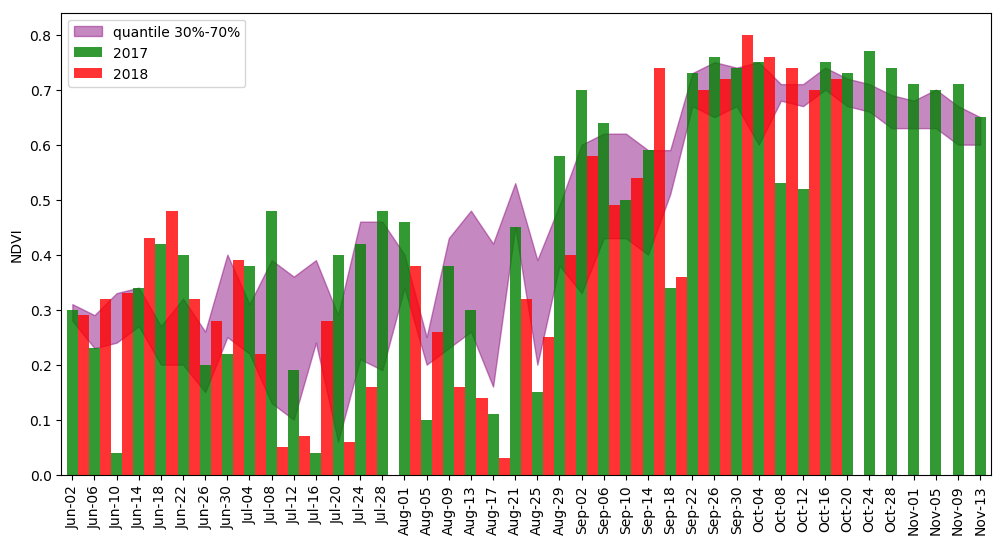 quantile 30%-70%
2017
2018
NDVI
0.8
0.7
0.6
0.5
0.4
0.3
0.2
0.1
0.0
Jun-02
Jun-06
Jun-10
Jun-14
Jun-18
Jun-22
Jun-26
Jun-30
Jul-04
Jul-08
Jul-12
Jul-16
Jul-20
Jul-24
Jul-28
Aug-01
Aug-05
Aug-09
Aug-13
Aug-17
Aug-21
Aug-25
Aug-29
Sep-02
Sep-06
Sep-10
Sep-14
Sep-18
Sep-22
Sep-26
Sep-30
Oct-04
Oct-08
Oct-12
Oct-16
Oct-20
Oct-24
Oct-28
Nov-01
Nov-05
Nov-09
Nov-13